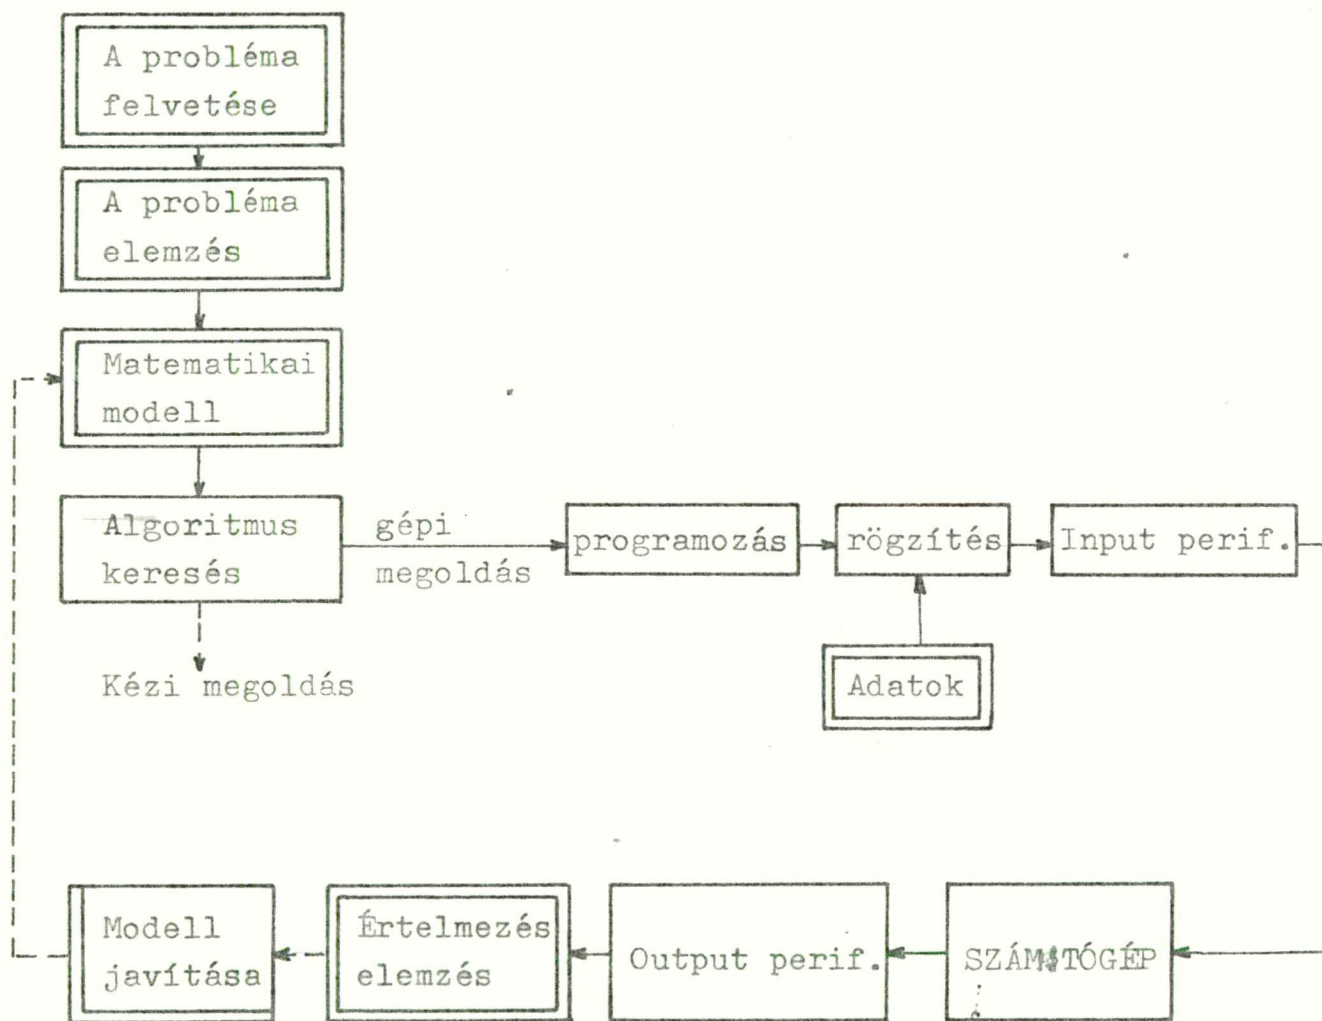 A probléma
felvetése
A probléma
elemzés
Matematikai
modell
Algoritmus
keresés
gépi
megoldás
programozás
rögzítés
Input perif.
Kézi megoldás
Adatok
Modell
javítása
Értelmezés
elemzés
Output perif.
SZÁMÍTÓGÉP